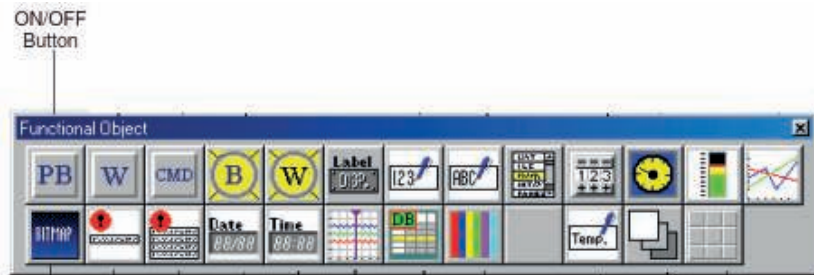 ON/OFF
Button
Functional Object
PB W CMD B W Label DISP. 123 ABC 123
BITMAP Date 88/88 Time 88-88 DB Temp.